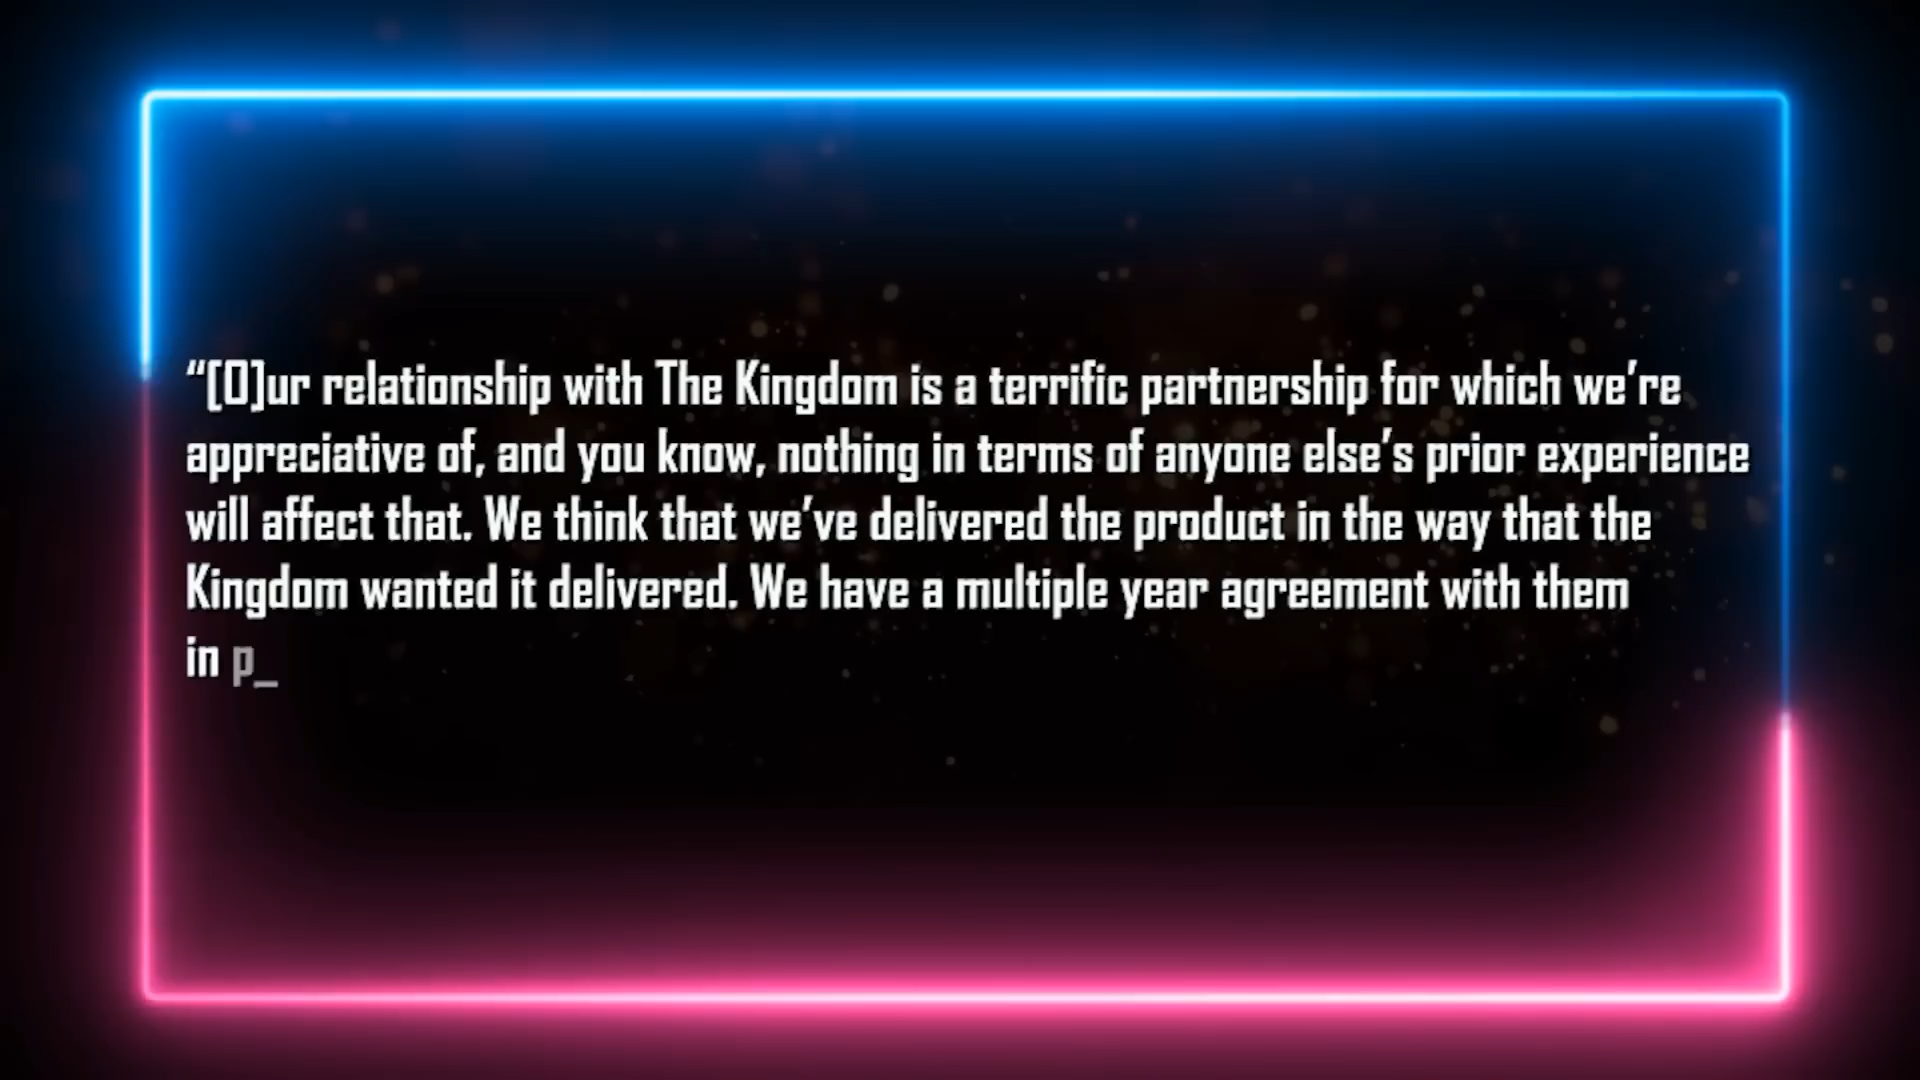 “[O]ur relationship with The Kingdom is a terrific partnership for which we’re
appreciative of, and you know, nothing in terms of anyone else’s prior experience
will affect that. We think that we’ve delivered the product in the way that the
Kingdom wanted it delivered. We have a multiple year agreement with them
in p_